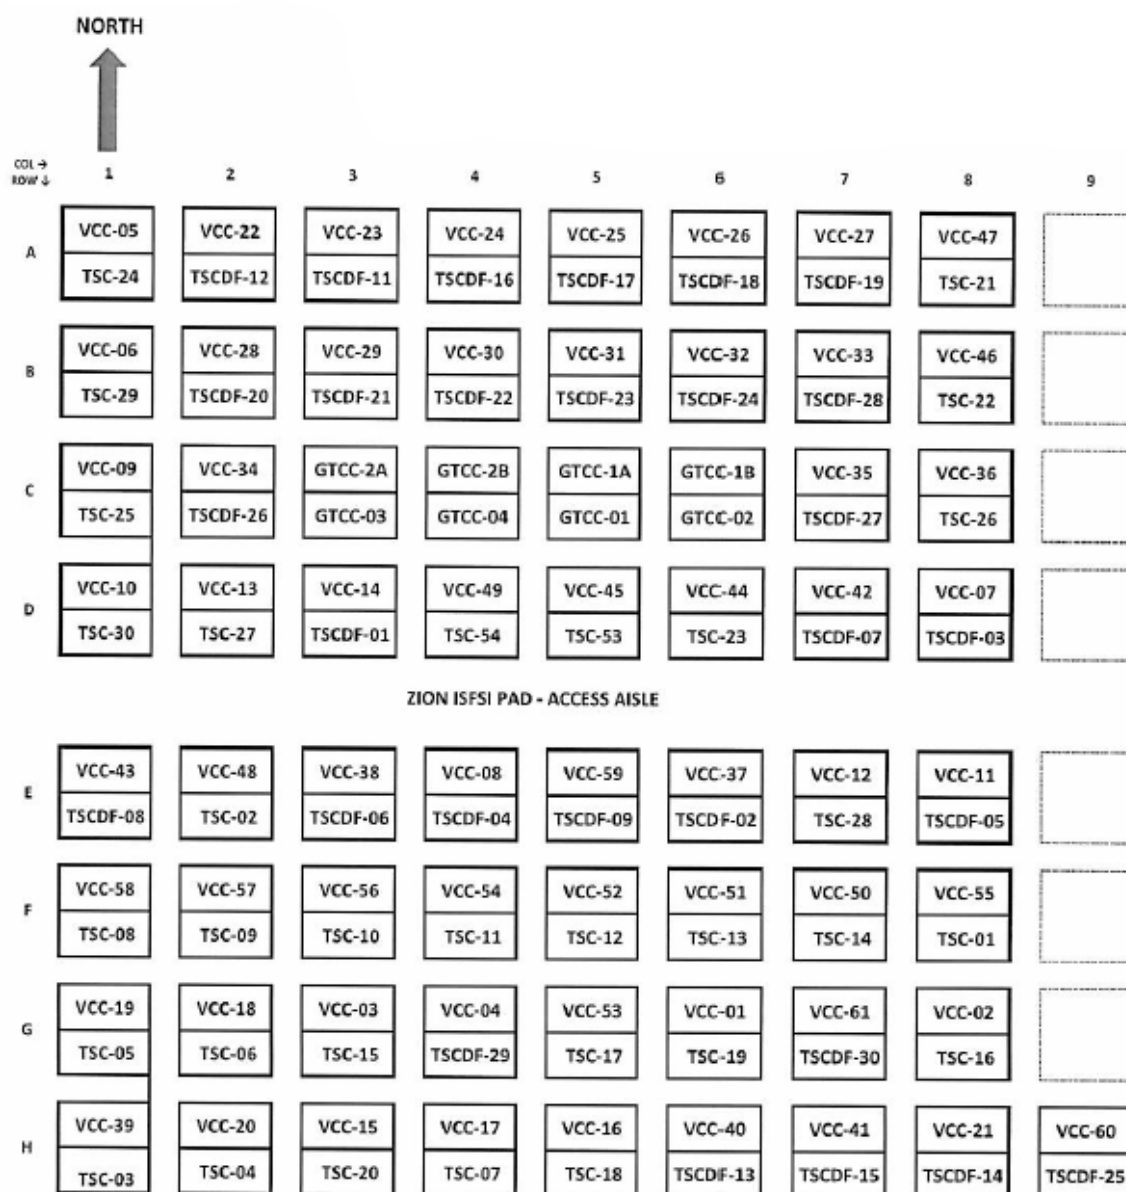 NORTH
COL → 1 2 3 4 5 6 7 8 9
ROW ↓
A VCC-05 VCC-22 VCC-23 VCC-24 VCC-25 VCC-26 VCC-27 VCC-47
TSC-24 TSCDF-12 TSCDF-11 TSCDF-16 TSCDF-17 TSCDF-18 TSCDF-19 TSC-21
B VCC-06 VCC-28 VCC-29 VCC-30 VCC-31 VCC-32 VCC-33 VCC-46
TSC-29 TSCDF-20 TSCDF-21 TSCDF-22 TSCDF-23 TSCDF-24 TSCDF-28 TSC-22
C VCC-09 VCC-34 GTCC-2A GTCC-2B GTCC-1A GTCC-1B VCC-35 VCC-36
TSC-25 TSCDF-26 GTCC-03 GTCC-04 GTCC-01 GTCC-02 TSCDF-27 TSC-26
D VCC-10 VCC-13 VCC-14 VCC-49 VCC-45 VCC-44 VCC-42 VCC-07
TSC-30 TSC-27 TSCDF-01 TSC-54 TSC-53 TSC-23 TSCDF-07 TSCDF-03
ZION ISFSI PAD - ACCESS AISLE
E VCC-43 VCC-48 VCC-38 VCC-08 VCC-59 VCC-37 VCC-12 VCC-11
TSCDF-08 TSC-02 TSCDF-06 TSCDF-04 TSCDF-09 TSCDF-02 TSC-28 TSCDF-05
F VCC-58 VCC-57 VCC-56 VCC-54 VCC-52 VCC-51 VCC-50 VCC-55
TSC-08 TSC-09 TSC-10 TSC-11 TSC-12 TSC-13 TSC-14 TSC-01
G VCC-19 VCC-18 VCC-03 VCC-04 VCC-53 VCC-01 VCC-61 VCC-02
TSC-05 TSC-06 TSC-15 TSCDF-29 TSC-17 TSC-19 TSCDF-30 TSC-16
H VCC-39 VCC-20 VCC-15 VCC-17 VCC-16 VCC-40 VCC-41 VCC-21 VCC-60
TSC-03 TSC-04 TSC-20 TSC-07 TSC-18 TSCDF-13 TSCDF-15 TSCDF-14 TSCDF-25